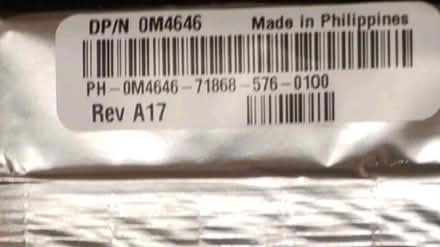 DP/N 0M4646 Made in Philippines
PH-0M4646-71868-576-0100
Rev A17